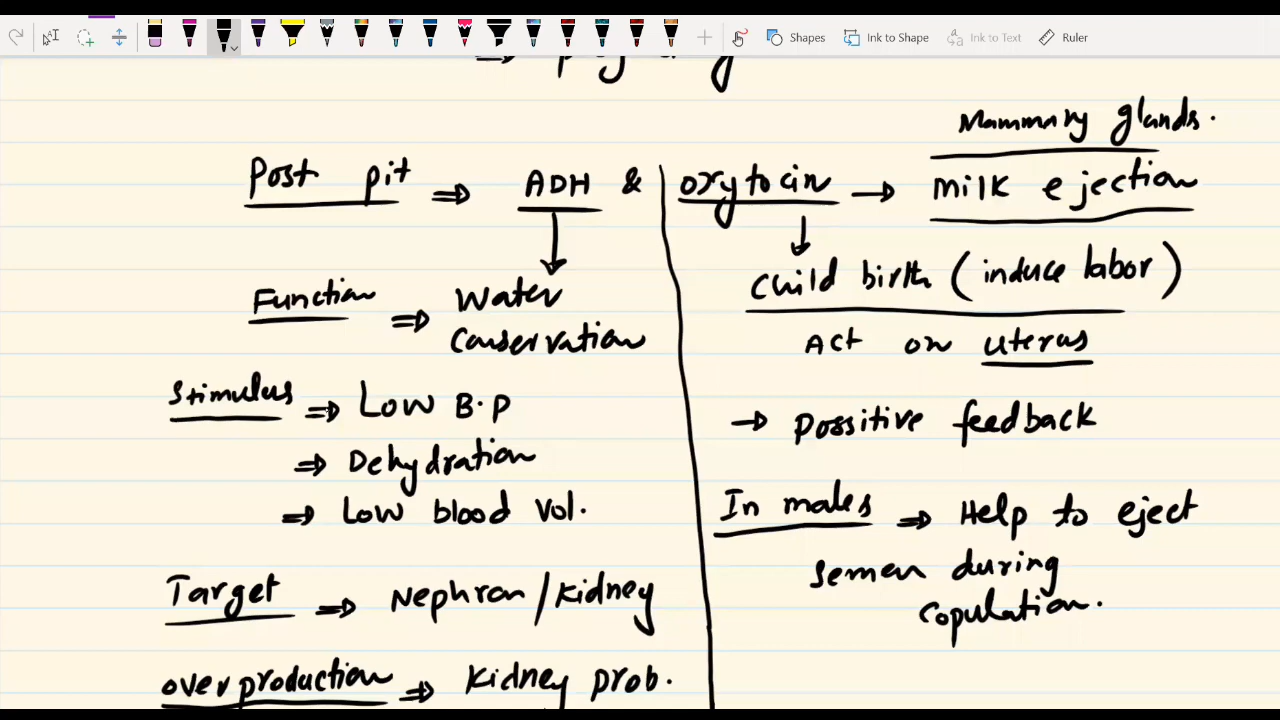 Shapes
Ink to Shape
Ink to Text
Ruler
Mammary glands.
Post pit ⇒ ADH & oxytocin → milk ejection
Child birth (induce labor)
Function ⇒ Water
Conservation
Act on uterus
Stimulus ⇒ Low B.P
→ Possitive feedback
⇒ Dehydration
⇒ Low blood vol.
In males ⇒ Help to eject
semen during
copulation.
Target ⇒ Nephron/Kidney
over production ⇒ Kidney prob.